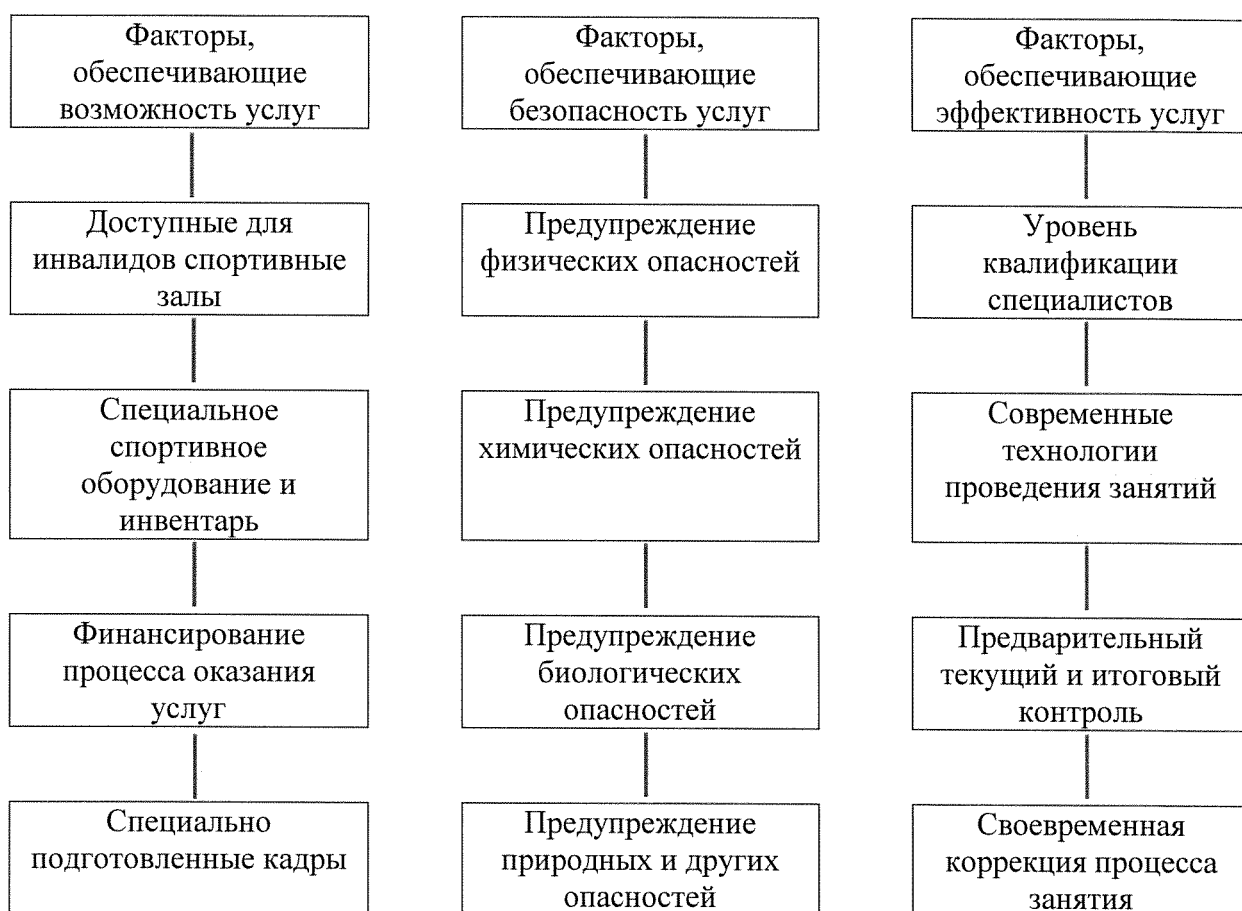 Факторы,
обеспечивающие
возможность услуг
Доступные для
инвалидов спортивные
залы
Специальное
спортивное
оборудование и
инвентарь
Финансирование
процесса оказания
услуг
Специально
подготовленные кадры
Факторы,
обеспечивающие
безопасность услуг
Предупреждение
физических опасностей
Предупреждение
химических опасностей
Предупреждение
биологических
опасностей
Предупреждение
природных и других
опасностей
Факторы,
обеспечивающие
эффективность услуг
Уровень
квалификации
специалистов
Современные
технологии
проведения занятий
Предварительный
текущий и итоговый
контроль
Своевременная
коррекция процесса
занятия